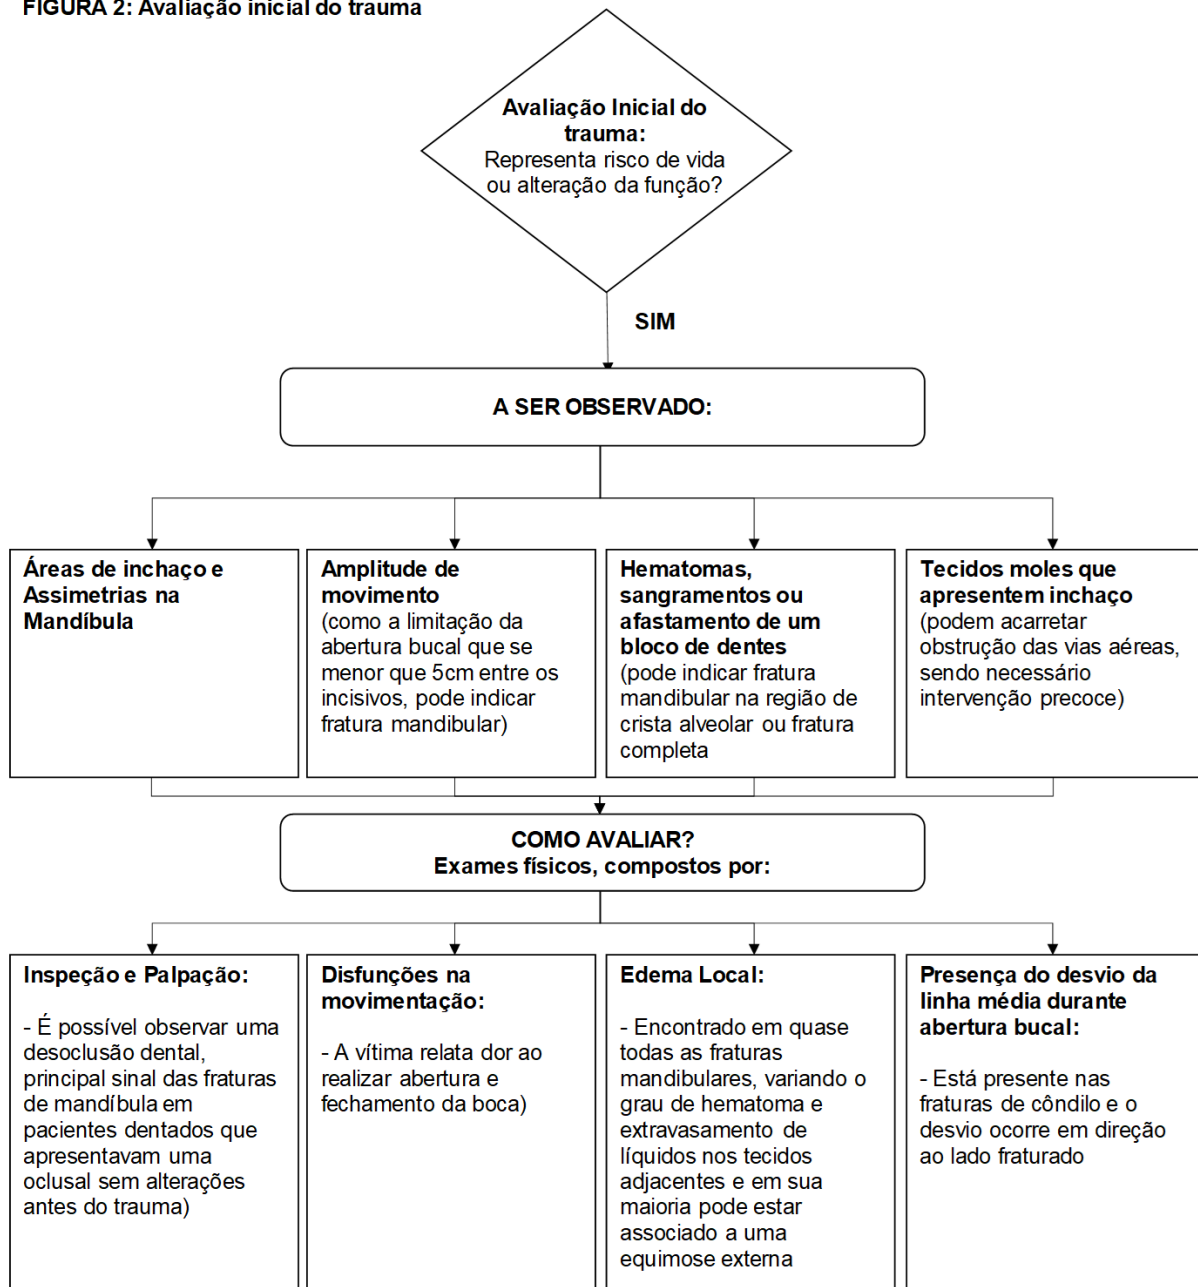 FIGURA 2: Avaliação inicial do trauma
Avaliação Inicial do
trauma:
Representa risco de vida
ou alteração da função?
SIM
A SER OBSERVADO:
Áreas de inchaço e
Assimetrias na
Mandíbula
Amplitude de
movimento
(como a limitação da
abertura bucal que se
menor que 5cm entre os
incisivos, pode indicar
fratura mandibular)
Hematomas,
sangramentos ou
afastamento de um
bloco de dentes
(pode indicar fratura
mandibular na região de
crista alveolar ou fratura
completa
Tecidos moles que
apresentem inchaço
(podem acarretar
obstrução das vias aéreas,
sendo necessário
intervenção precoce)
COMO AVALIAR?
Exames físicos, compostos por:
Inspeção e Palpação:
- É possível observar uma
desoclusão dental,
principal sinal das fraturas
de mandíbula em
pacientes dentados que
apresentavam uma
oclusal sem alterações
antes do trauma)
Disfunções na
movimentação:
- A vítima relata dor ao
realizar abertura e
fechamento da boca)
Edema Local:
- Encontrado em quase
todas as fraturas
mandibulares, variando o
grau de hematoma e
extravasamento de
líquidos nos tecidos
adjacentes e em sua
maioria pode estar
associado a uma
equimose externa
Presença do desvio da
linha média durante
abertura bucal:
- Está presente nas
fraturas de côndilo e o
desvio ocorre em direção
ao lado fraturado